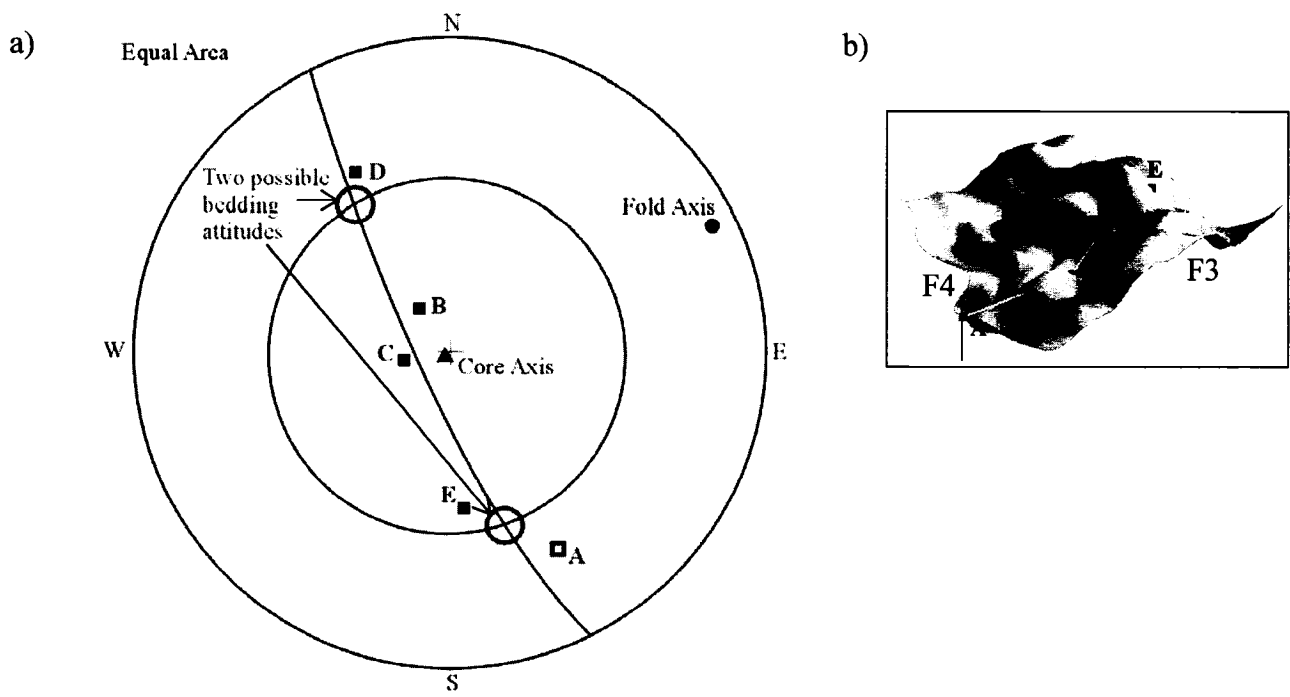 a)
Equal Area
N
D
Two possible
bedding
attitudes
Fold Axis
B
W
C
Core Axis
E
E
A
S
b)
E
F4
F3
A